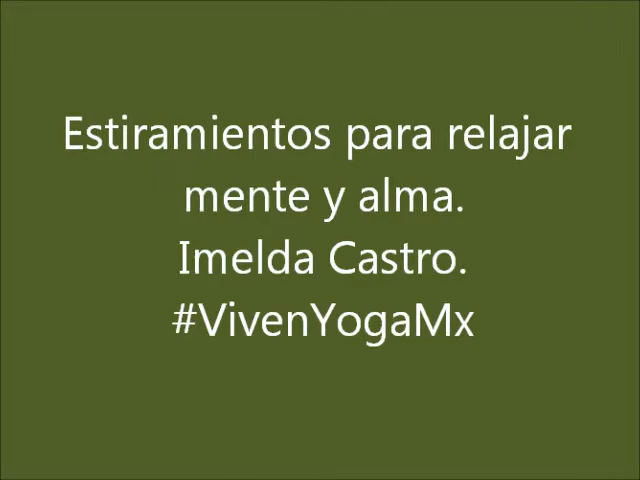 Estiramientos para relajar
mente y alma.
Imelda Castro.
#VivenYogaMx